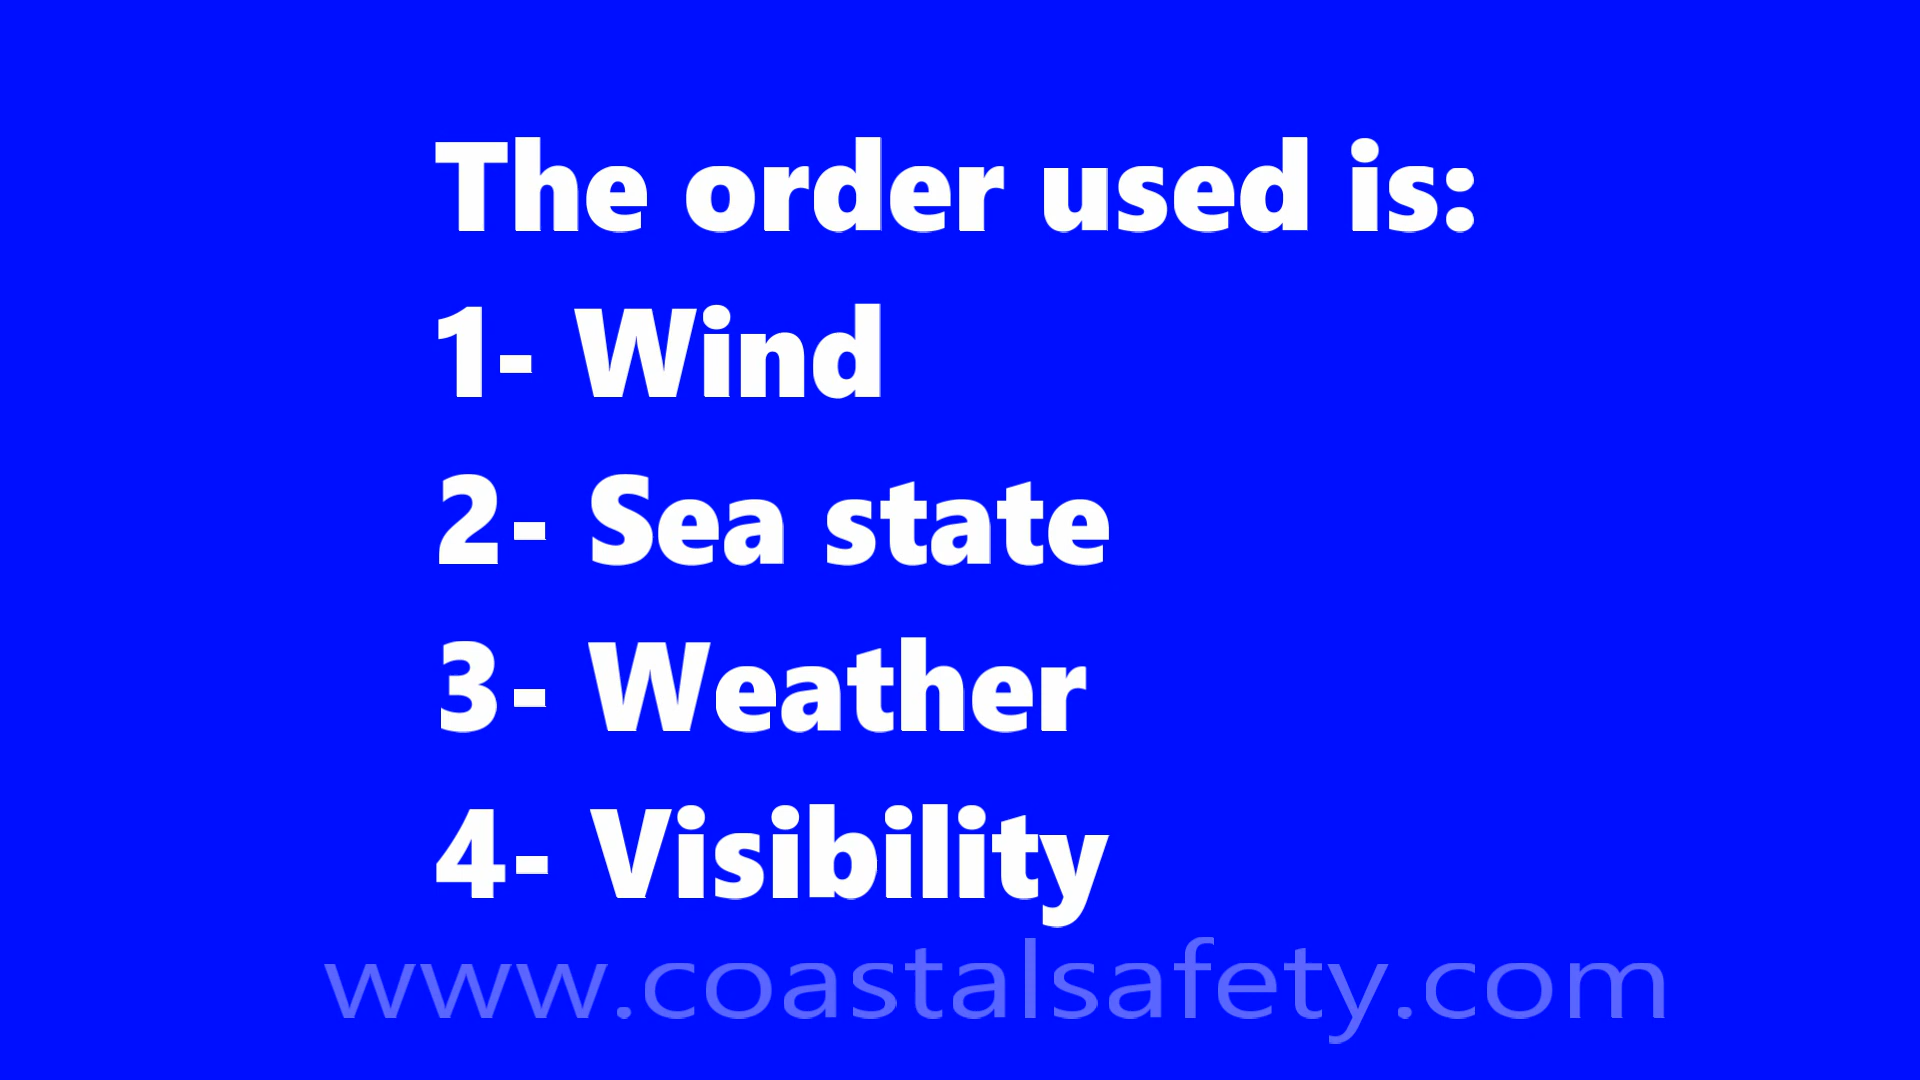 The order used is:
1- Wind
2- Sea state
3- Weather
4- Visibility
www.coastalsafety.com